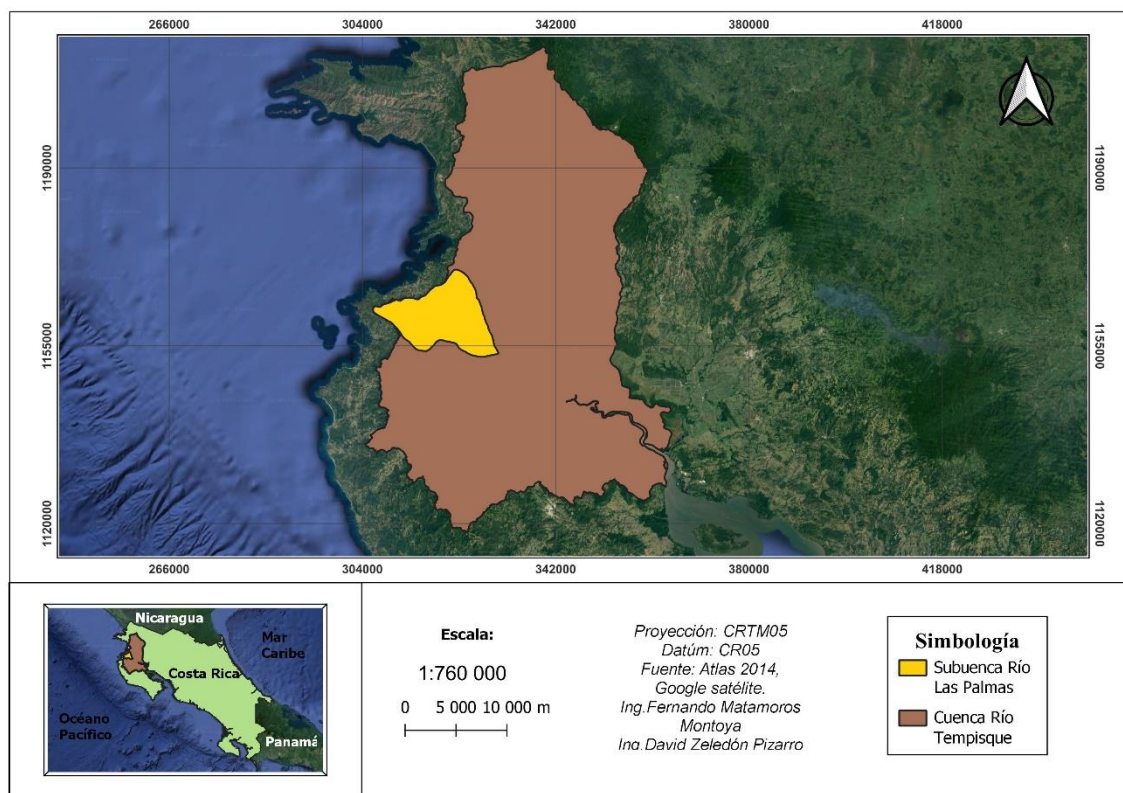 266000 304000 342000 380000 418000
1190000 1190000
1155000 1155000
1120000 1120000
266000 304000 342000 380000 418000
Nicaragua
Mar
Caribe
Costa Rica
Océano
Pacífico
Panamá
Escala:
1:760 000
0 5 000 10 000 m
Proyección: CRTM05
Datúm: CR05
Fuente: Atlas 2014,
Google satélite.
Ing.Fernando Matamoros
Montoya
Ing.David Zeledón Pizarro
Simbología
Subuenca Río
Las Palmas
Cuenca Río
Tempisque